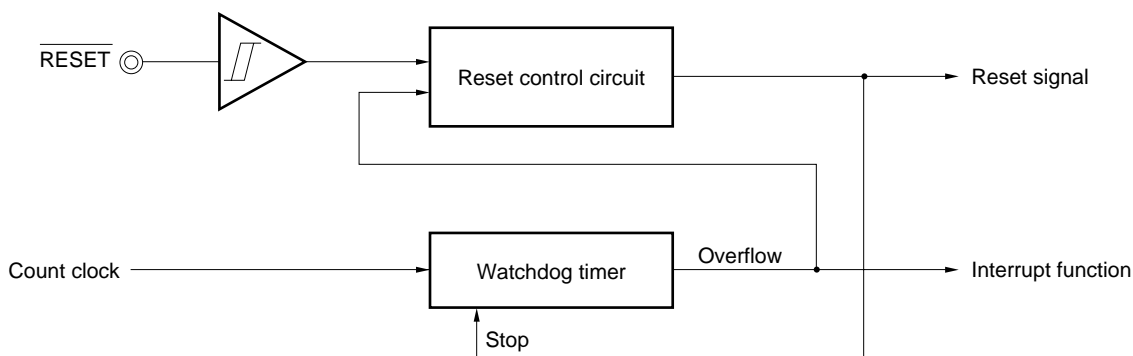 RESET
Reset control circuit
Reset signal
Count clock
Watchdog timer
Overflow
Interrupt function
Stop